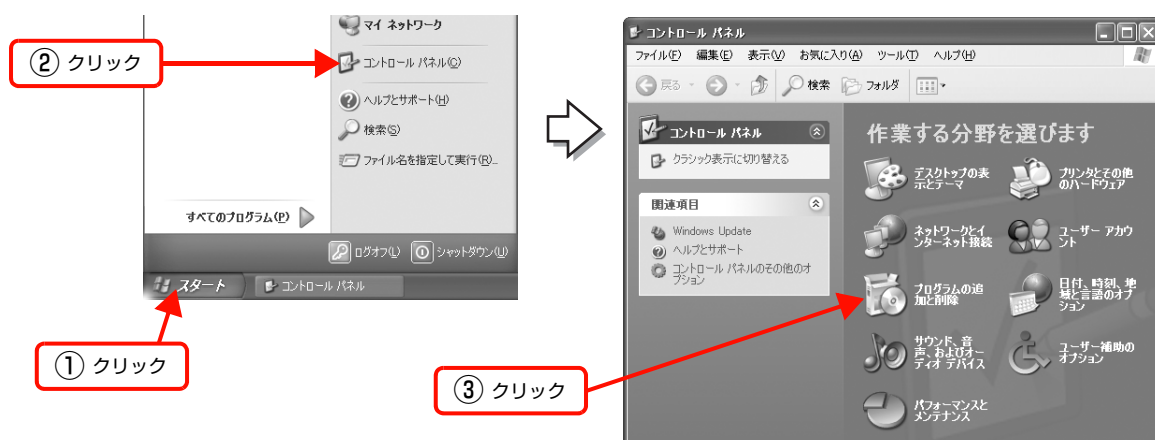 マイ ネットワーク
② クリック
コントロール パネル(C)
ヘルプとサポート(H)
検索(S)
ファイル名を指定して実行(R)...
すべてのプログラム(P)
ログオフ(L)
シャットダウン(U)
スタート
コントロール パネル
① クリック
コントロール パネル
ファイル(F) 編集(E) 表示(V) お気に入り(A) ツール(T) ヘルプ(H)
戻る
検索
フォルダ
コントロール パネル
クラシック表示に切り替える
関連項目
Windows Update
ヘルプとサポート
コントロール パネルのその他のオ
プション
作業する分野を選びます
デスクトップの表
示とテーマ
プリンタとその他
のハードウェア
ネットワークとイ
ンターネット接続
ユーザー アカウ
ント
プログラムの追
加と削除
日付、時刻、地
域と言語のオプ
ション
サウンド、音
声、およびオー
ディオ デバイス
ユーザー補助の
オプション
パフォーマンスと
メンテナンス
③ クリック